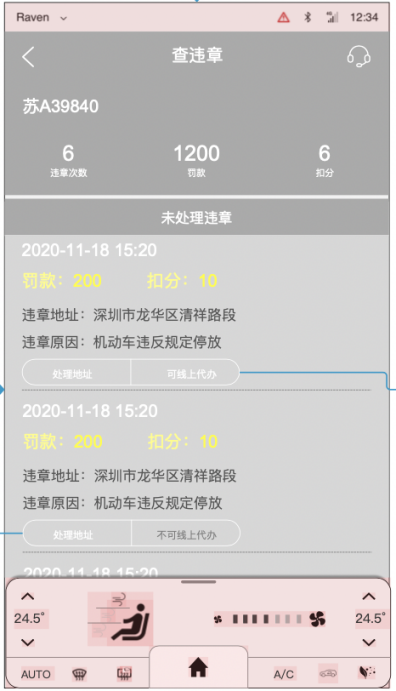 Raven 12:34
查违章
苏A39840
6 1200 6
违章次数 罚款 扣分
未处理违章
2020-11-18 15:20
罚款：200 扣分：10
违章地址：深圳市龙华区清祥路段
违章原因：机动车违反规定停放
处理地址 可线上代办
2020-11-18 15:20
罚款：200 扣分：10
违章地址：深圳市龙华区清祥路段
违章原因：机动车违反规定停放
处理地址 不可线上代办
2020-11-18 15:20
24.5° 24.5°
AUTO A/C